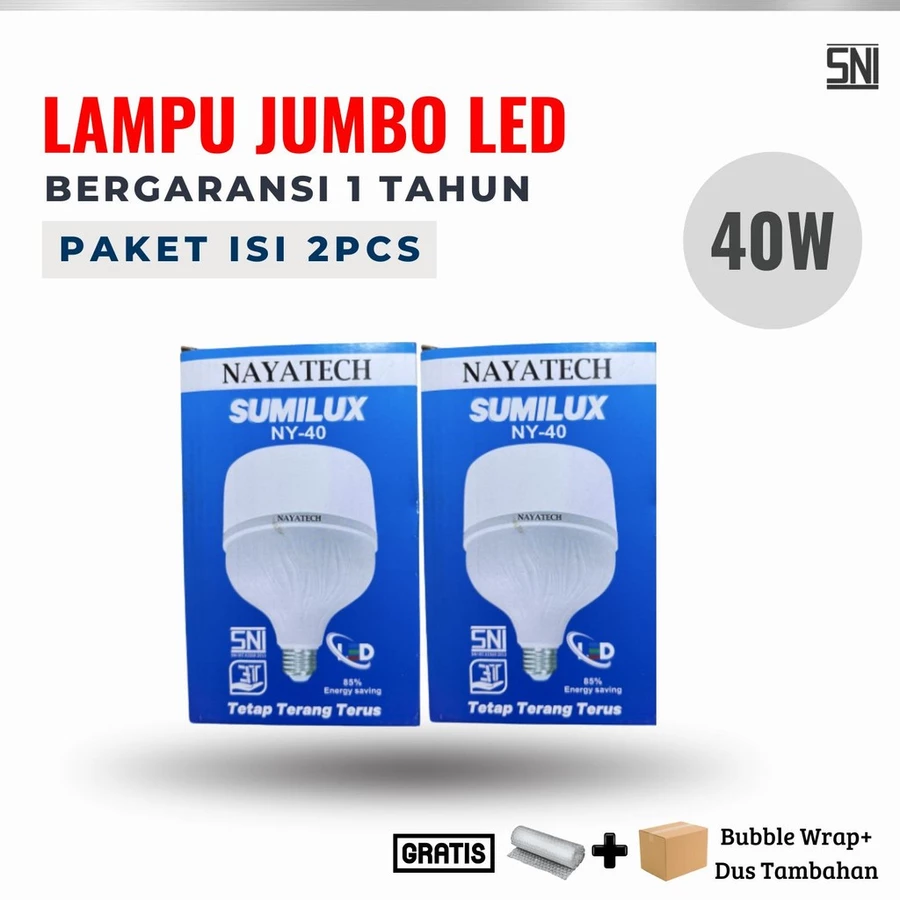 SNI
LAMPU JUMBO LED
BERGARANSI 1 TAHUN
PAKET ISI 2PCS
40W
NAYATECH
SUMILUX
NY-40
NAYATECH
SNI
LED
85%
Energy saving
Tetap Terang Terus
NAYATECH
SUMILUX
NY-40
NAYATECH
SNI
LED
85%
Energy saving
Tetap Terang Terus
GRATIS
Bubble Wrap+
Dus Tambahan